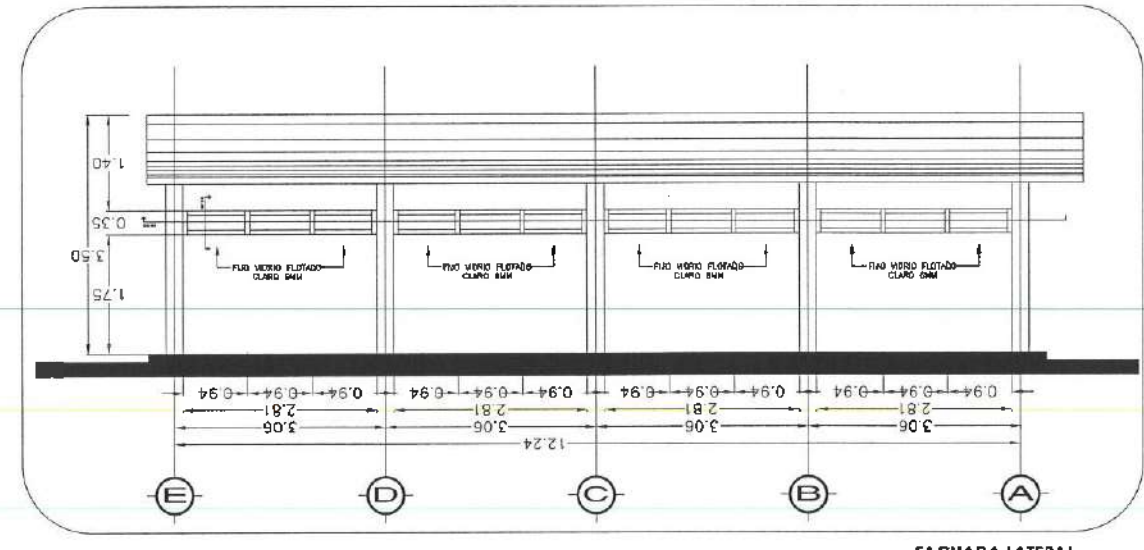 1.40
0.35
3.50
1.75
FIJO VIDRIO FLOTADO
CLARO 6MM
FIJO VIDRIO FLOTADO
CLARO 6MM
FIJO VIDRIO FLOTADO
CLARO 6MM
FIJO VIDRIO FLOTADO
CLARO 6MM
0.94 0.94 0.94 0.94 0.94 0.94 0.94 0.94 0.94 0.94 0.94 0.94
2.81 2.81 2.81 2.81
3.06 3.06 3.06 3.06
12.24
E D C B A
FACHADA LATERAL